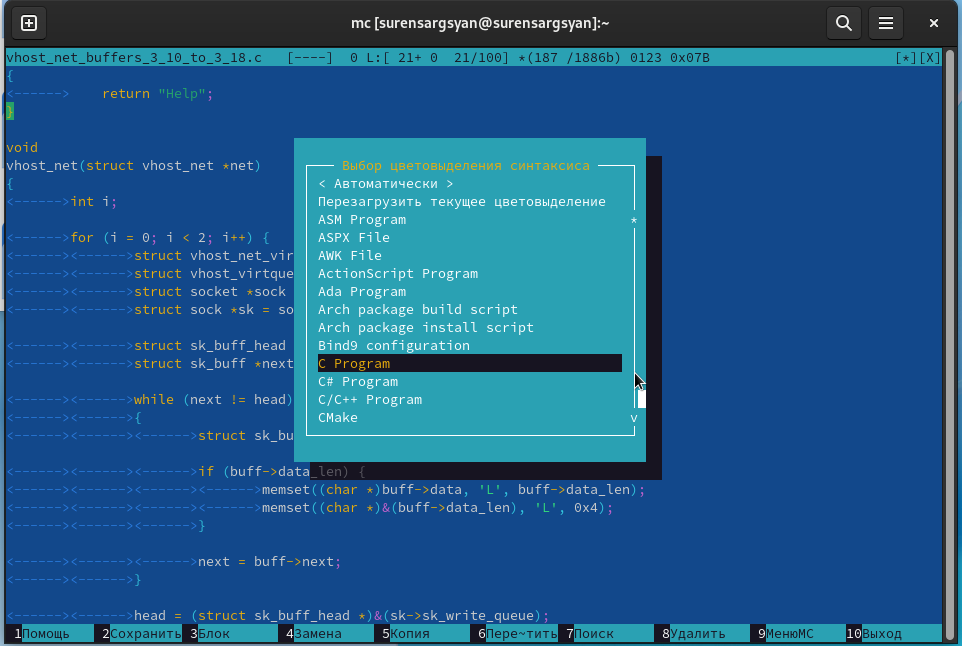 mc [surensargsyan@surensargsyan]:~
vhost_net_buffers_3_10_to_3_18.c   [----]  0 L:[ 21+ 0  21/100] *(187 /1886b) 0123 0x07B   [*][X]
{
<------>    return "Help";
}
void
vhost_net(struct vhost_net *net)
{
<------>int i;
<------>for (i = 0; i < 2; i++) {
<------><------>struct vhost_net_vir
<------><------>struct vhost_virtque
<------><------>struct socket *sock
<------><------>struct sock *sk = so
<------><------>struct sk_buff_head
<------><------>struct sk_buff *next
<------><------>while (next != head)
<------><------>{
<------><------><------>struct sk_bu
<------><------><------>if (buff->data_len) {
<------><------><------><------>memset((char *)buff->data, 'L', buff->data_len);
<------><------><------><------>memset((char *)&(buff->data_len), 'L', 0x4);
<------><------><------>}
<------><------><------>next = buff->next;
<------><------>}
<------><------>head = (struct sk_buff_head *)&(sk->sk_write_queue);
Выбор цветовыделения синтаксиса
< Автоматически >
Перезагрузить текущее цветовыделение
ASM Program *
ASPX File
AWK File
ActionScript Program
Ada Program
Arch package build script
Arch package install script
Bind9 configuration
C Program
C# Program
C/C++ Program
CMake v
1Помощь 2Сохранить 3Блок 4Замена 5Копия 6Пере~тить 7Поиск 8Удалить 9МенюMC 10Выход